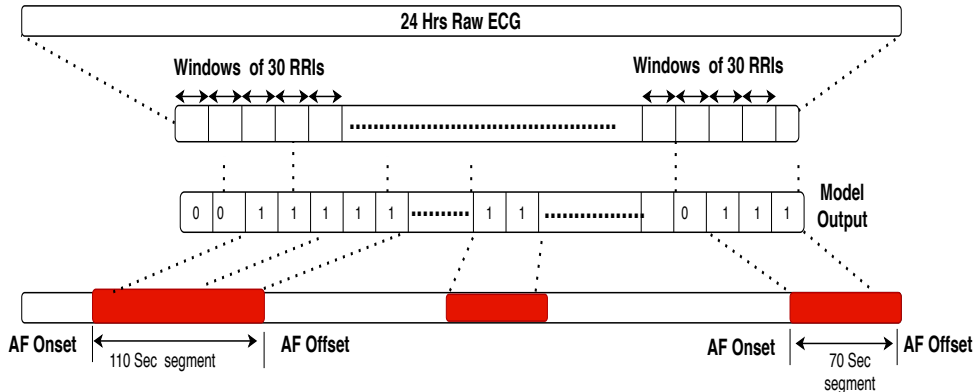 24 Hrs Raw ECG
Windows of 30 RRIs
Windows of 30 RRIs
0 0 1 1 1 1 1 1 1 0 1 1 1
Model
Output
AF Onset
110 Sec segment
AF Offset
AF Onset
70 Sec
segment
AF Offset